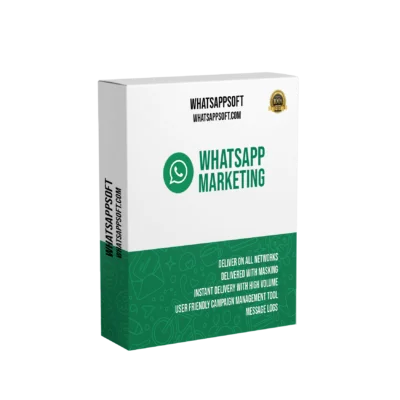 WHATSAPPSOFT
WHATSAPPSOFT.COM
WHATSAPP
MARKETING
DELIVER ON ALL NETWORKS
DELIVERED WITH MASKING
INSTANT DELIVERY WITH HIGH VOLUME
USER FRIENDLY CAMPAIGN MANAGEMENT TOOL
MESSAGE LOGS
WHATSAPPSOFT
WHATSAPPSOFT.COM